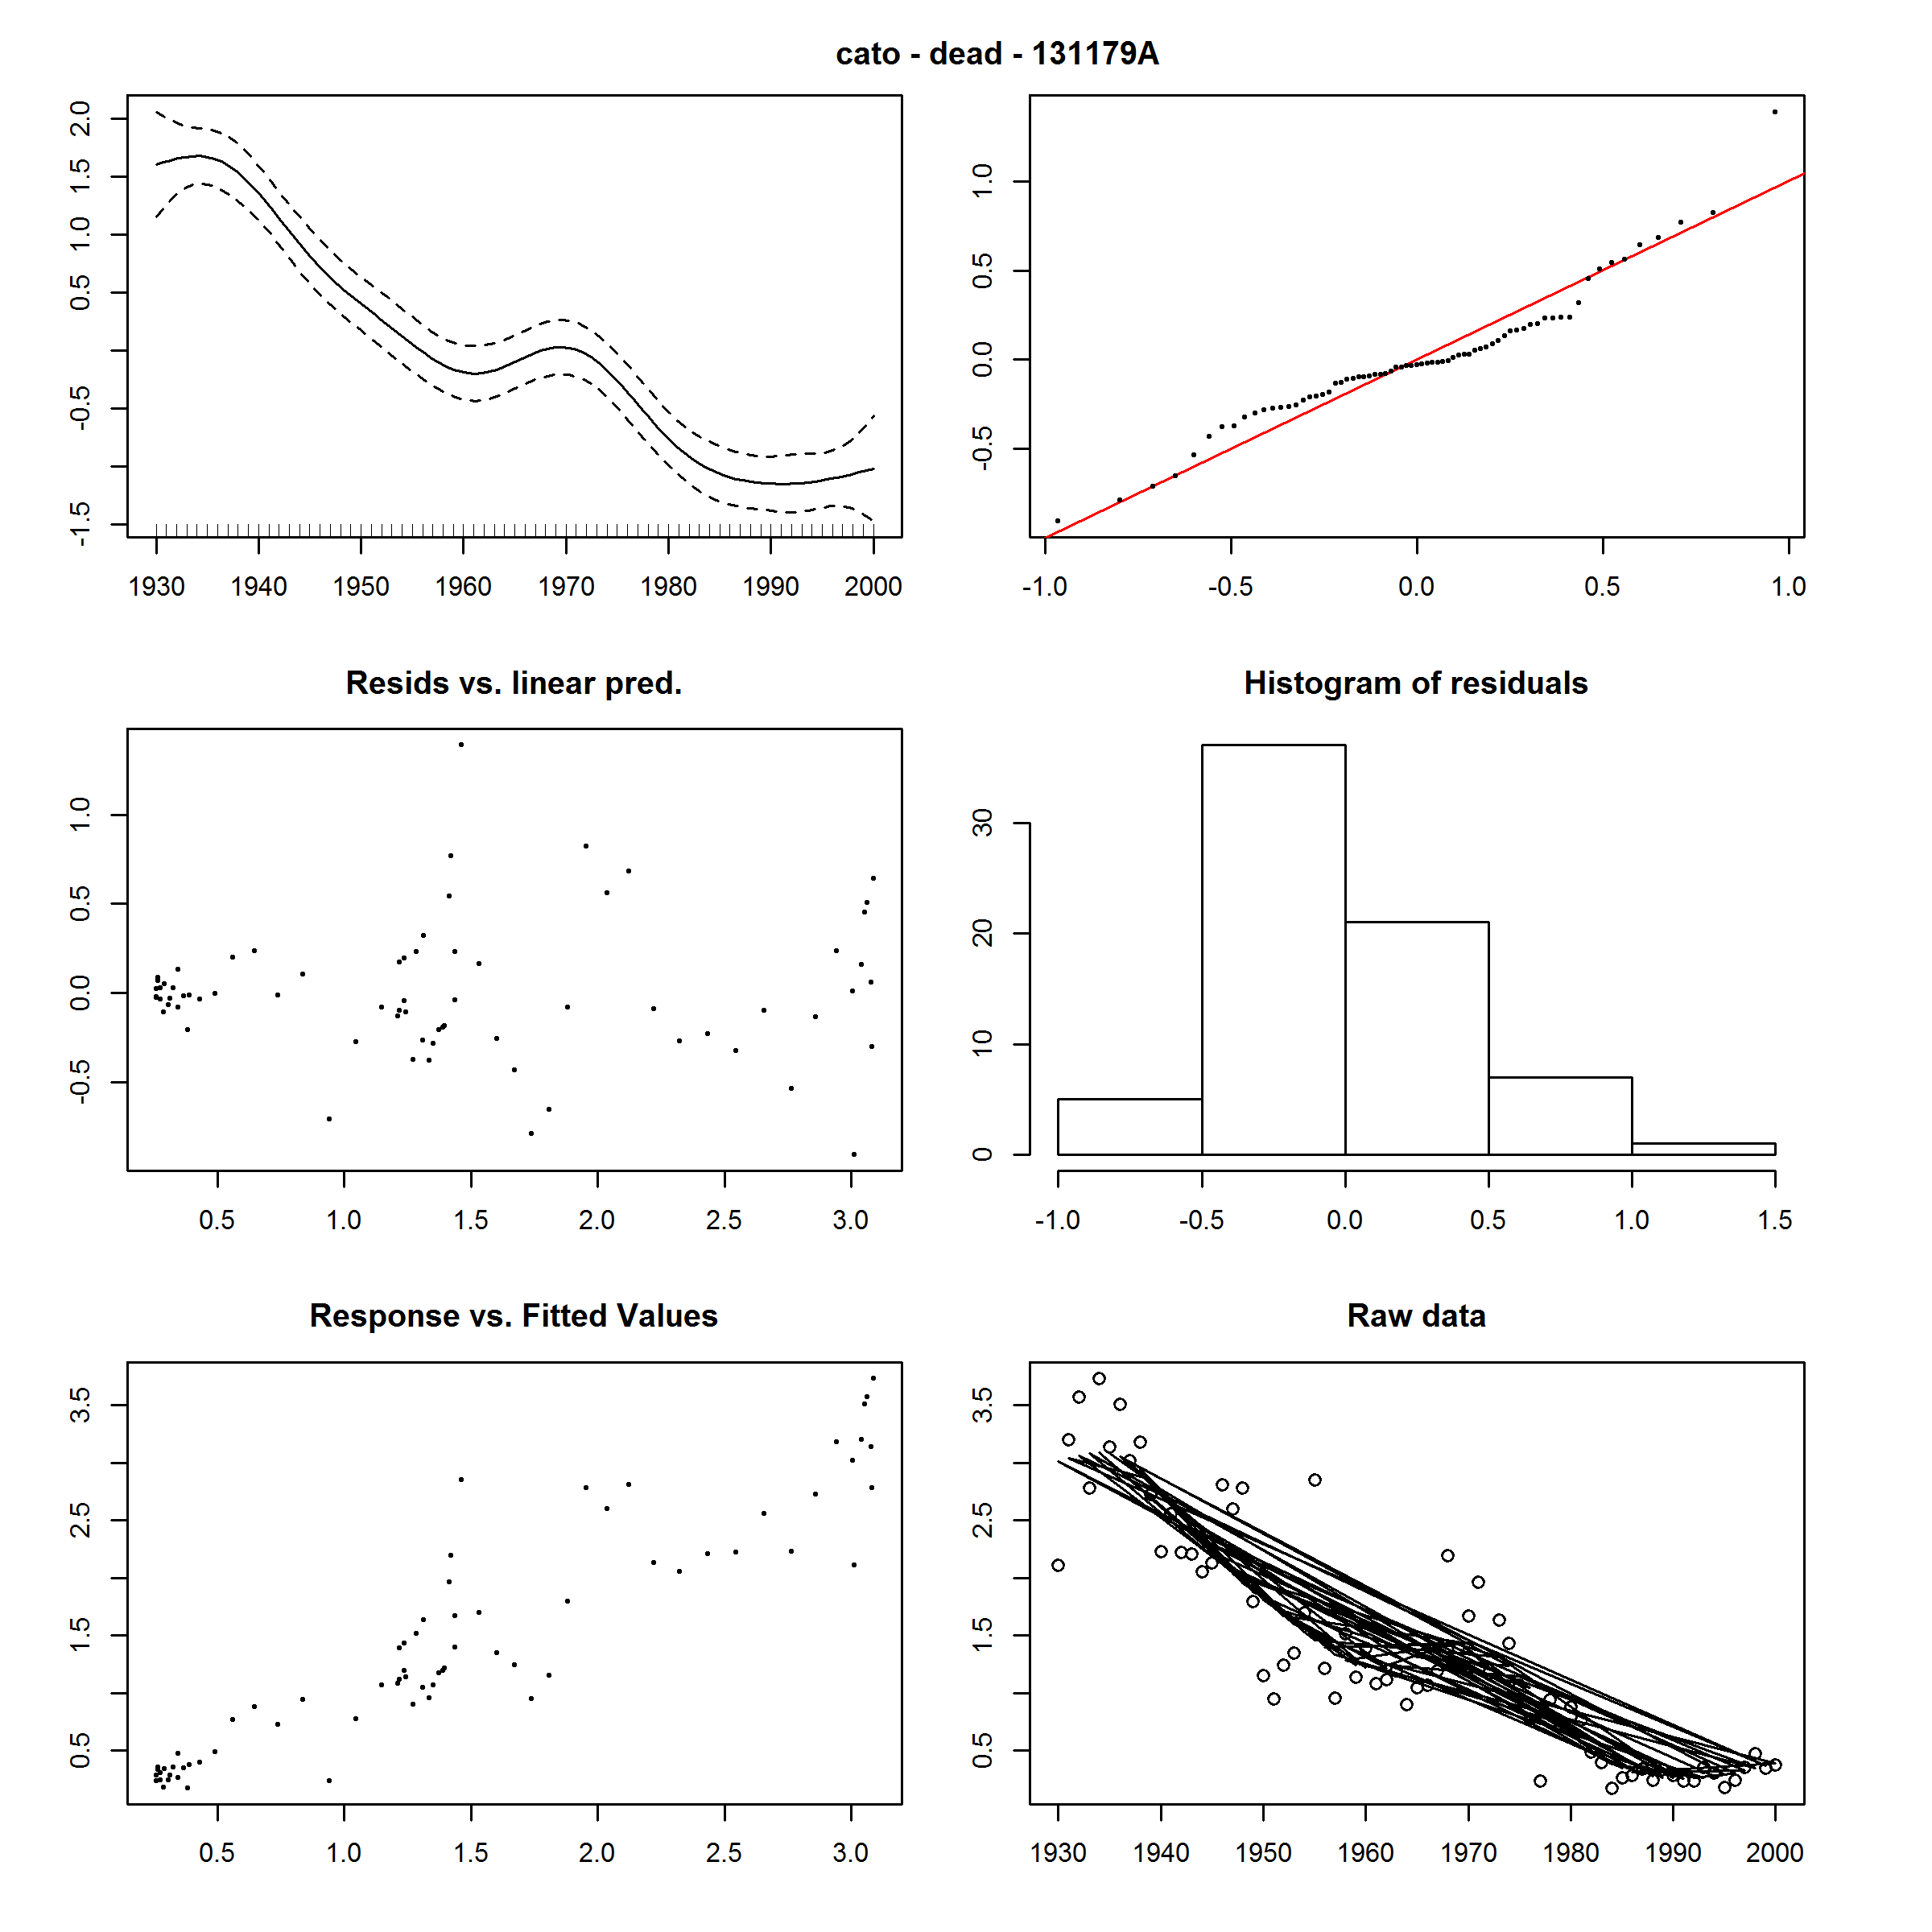 cato - dead - 131179A
2.0
1.5
1.0
0.5
-0.5
-1.5
1930 1940 1950 1960 1970 1980 1990 2000
1.0
0.5
0.0
-0.5
-1.0 -0.5 0.0 0.5 1.0
Resids vs. linear pred.
1.0
0.5
0.0
-0.5
0.5 1.0 1.5 2.0 2.5 3.0
Histogram of residuals
30
20
10
0
-1.0 -0.5 0.0 0.5 1.0 1.5
Response vs. Fitted Values
3.5
2.5
1.5
0.5
0.5 1.0 1.5 2.0 2.5 3.0
Raw data
3.5
2.5
1.5
0.5
1930 1940 1950 1960 1970 1980 1990 2000